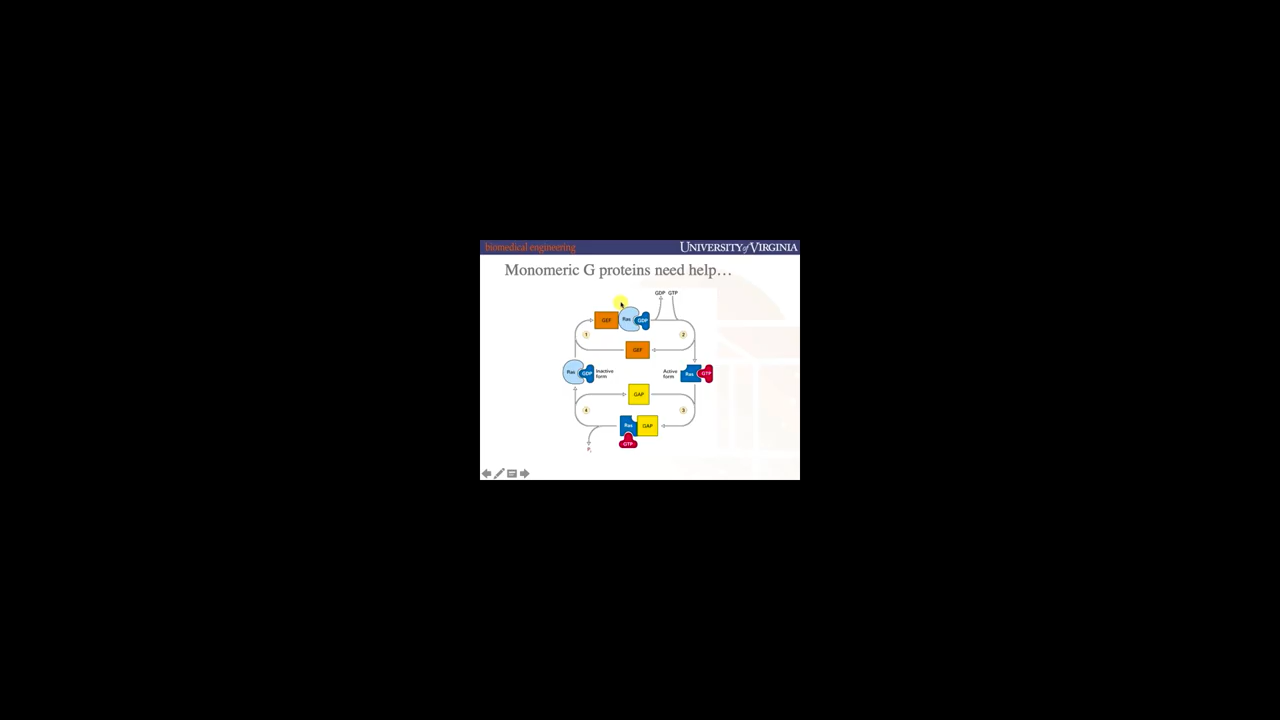 biomedical engineering
UNIVERSITY of VIRGINIA
Monomeric G proteins need help…
GDP GTP
GEF Ras GDP
1
2
GEF
Ras GDP Inactive form
Active form Ras GTP
GAP
4
3
Ras GAP
GTP
Pi